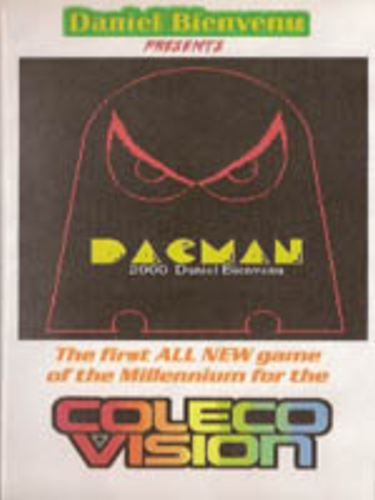 Daniel Bienvenu
PRESENTS
DACMAN
2000 Daniel Bienvenu
The first ALL NEW game
of the Millennium for the
COLECO
VISION